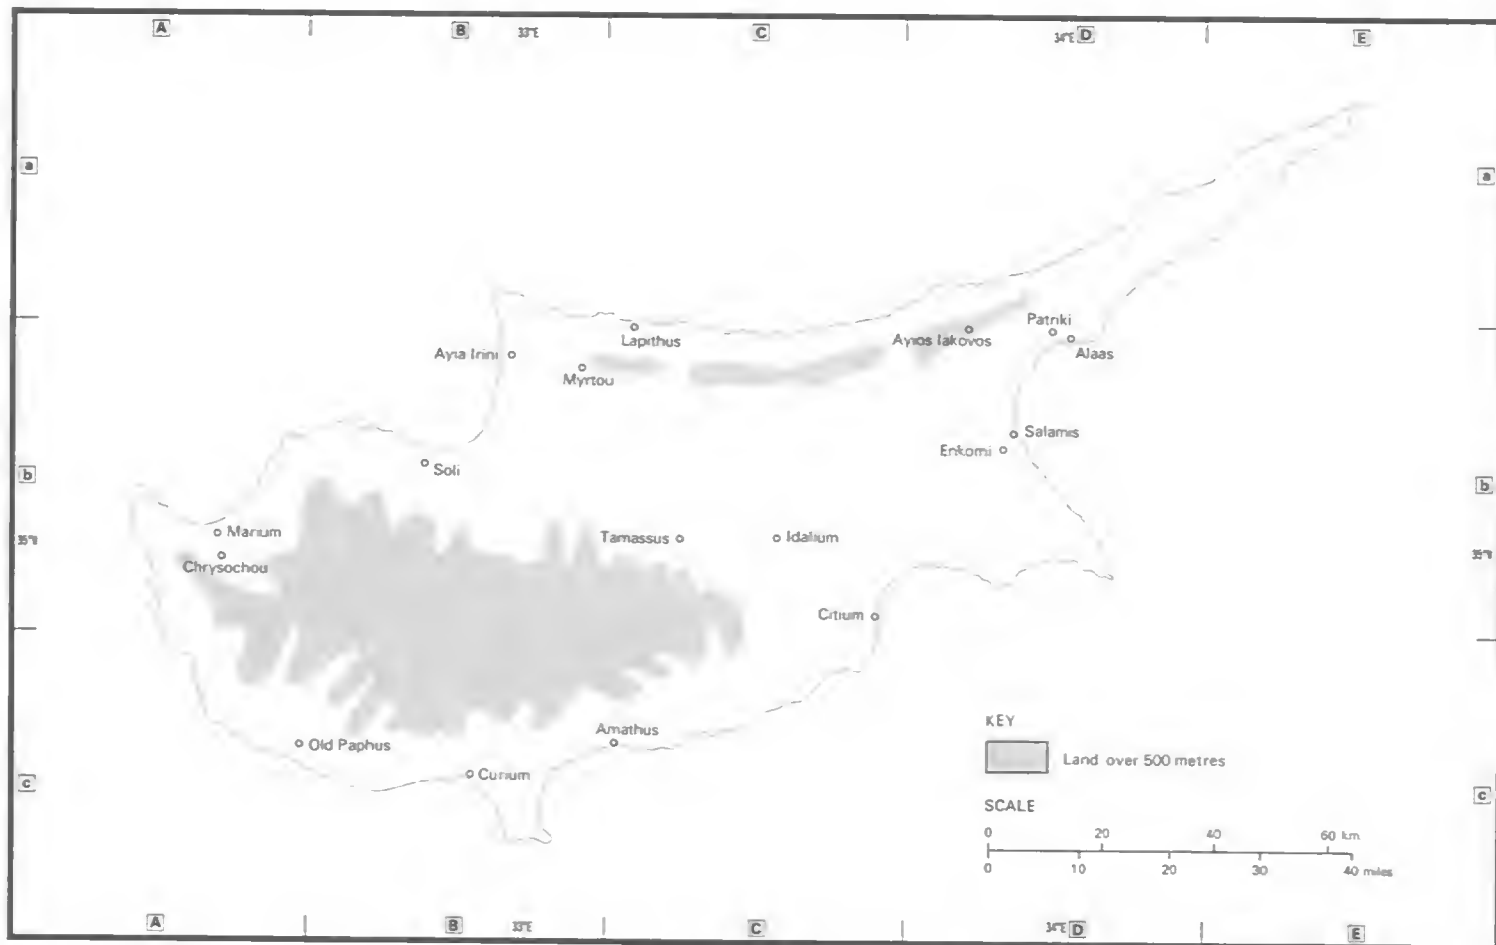 A B 33°E C 34°E D E
a a
Patriki
Lapithus Ayios Iakovos
Ayia Irini Alaas
Myrtou
Salamis
Enkomi
Soli
b b
Marium Tamassus Idalium
35°N 35°N
Chrysochou
Citium
KEY
Amathus
Old Paphus
Land over 500 metres
Curium
c c
SCALE
0 20 40 60 km
0 10 20 30 40 miles
A B 33°E C 34°E D E